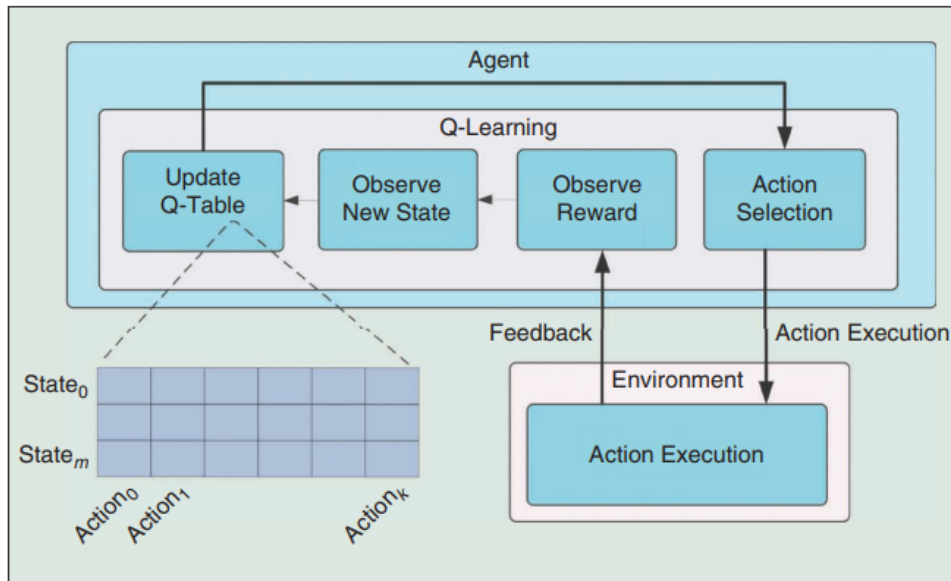 Agent
Q-Learning
Update
Q-Table
Observe
New State
Observe
Reward
Action
Selection
Feedback
Action Execution
Environment
Action Execution
State₀
Stateₘ
Action₀
Action₁
Actionₖ